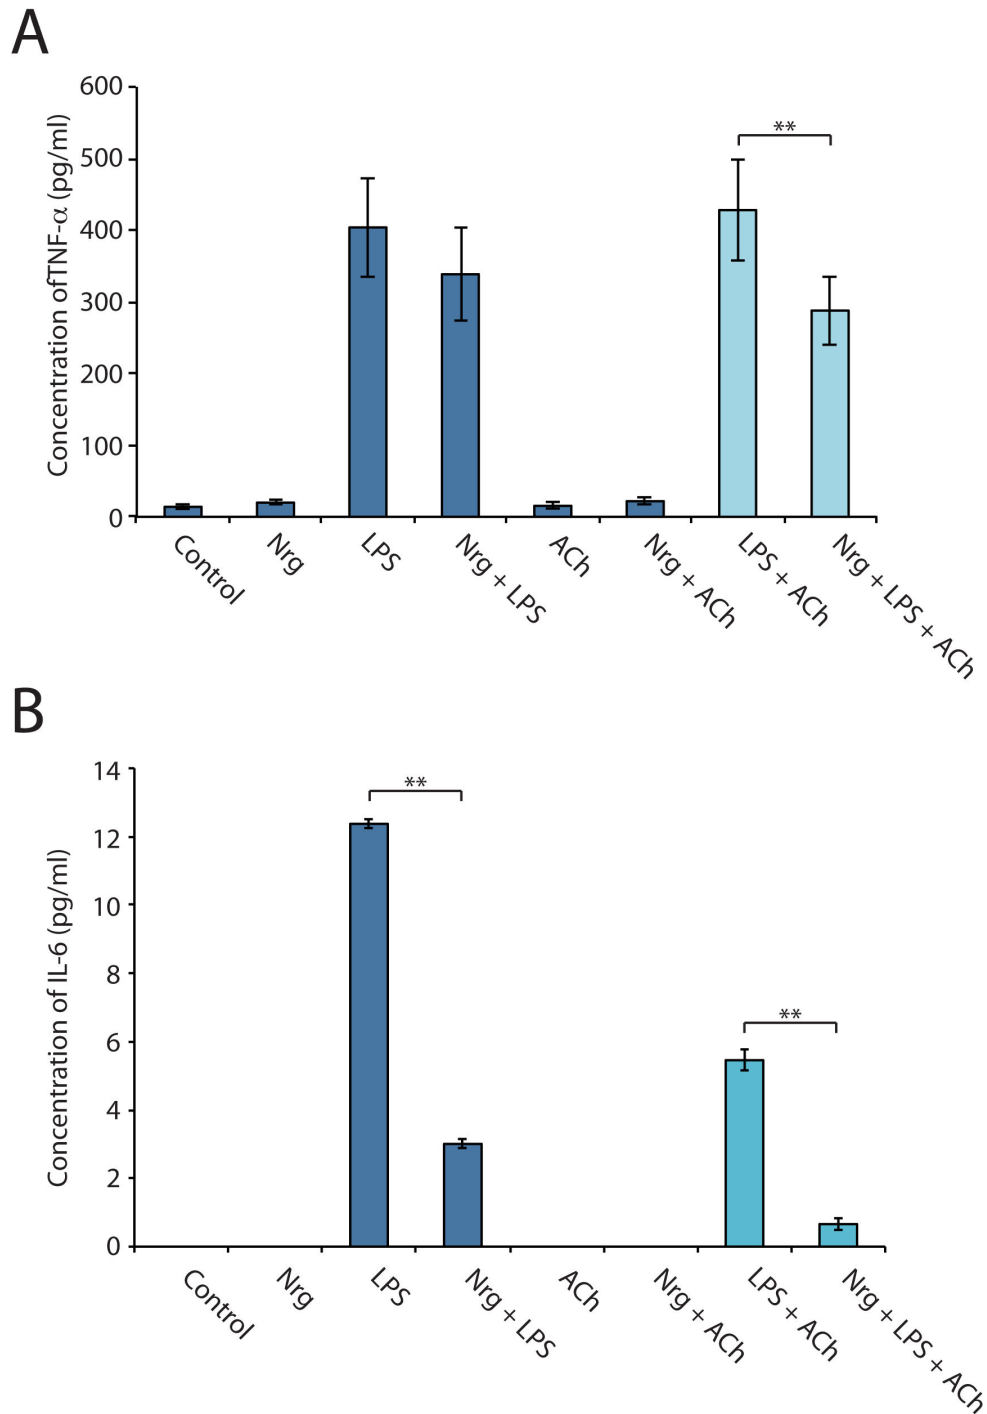 A
Concentration ofTNF-α (pg/ml)
600
500
400
300
200
100
0
**
Control
Nrg
LPS
Nrg + LPS
ACh
Nrg + ACh
LPS + ACh
Nrg + LPS + ACh
B
Concentration of IL-6 (pg/ml)
14
12
10
8
6
4
2
0
**
**
Control
Nrg
LPS
Nrg + LPS
ACh
Nrg + ACh
LPS + ACh
Nrg + LPS + ACh